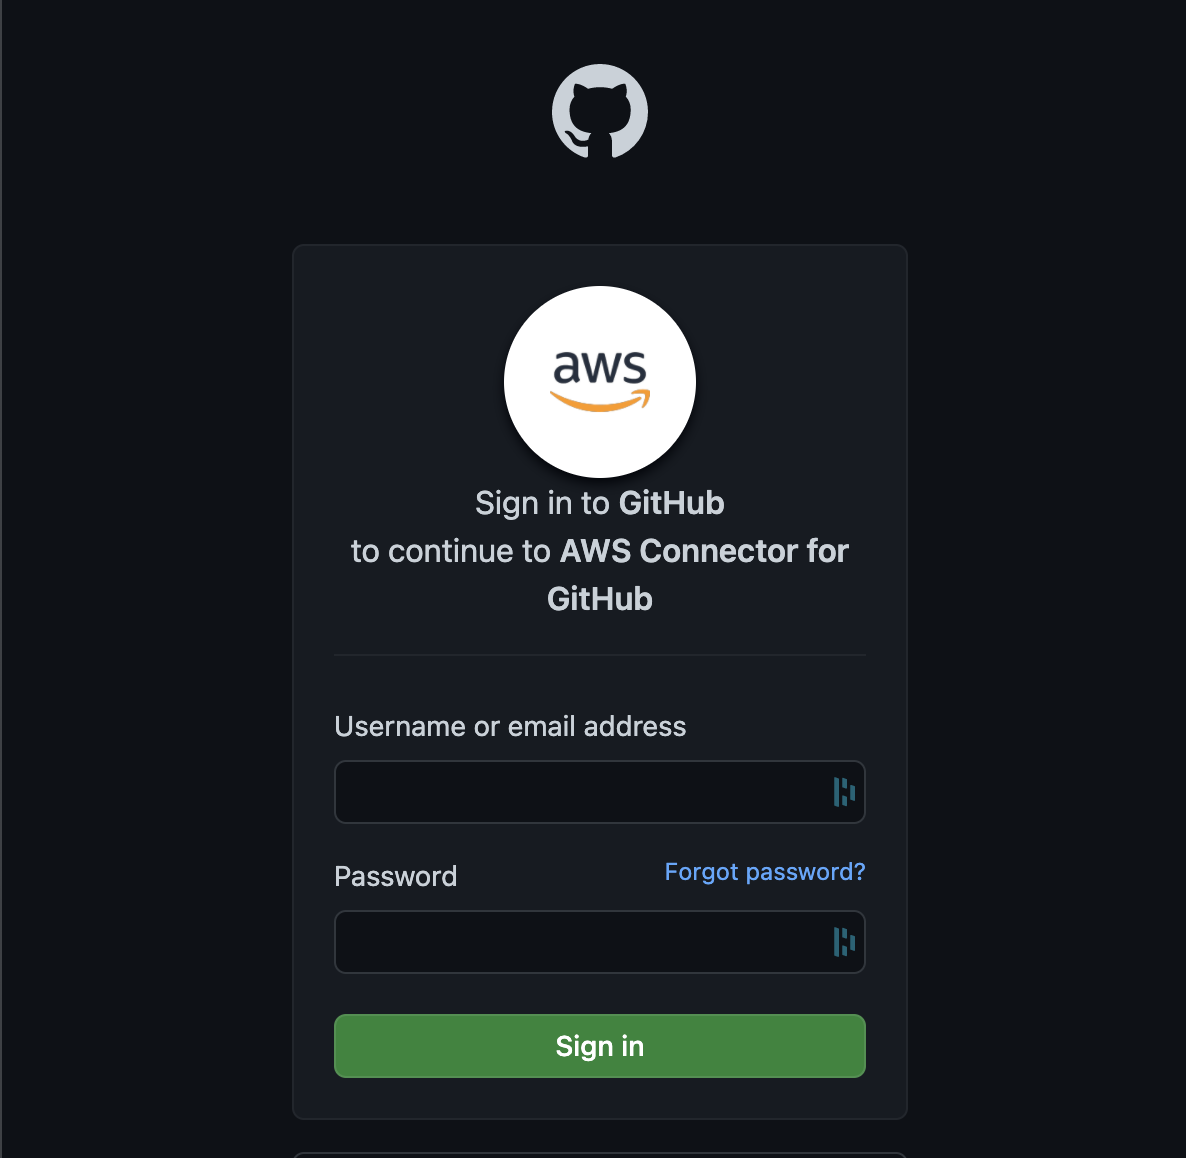 aws
Sign in to GitHub
to continue to AWS Connector for
GitHub
Username or email address
Password
Forgot password?
Sign in